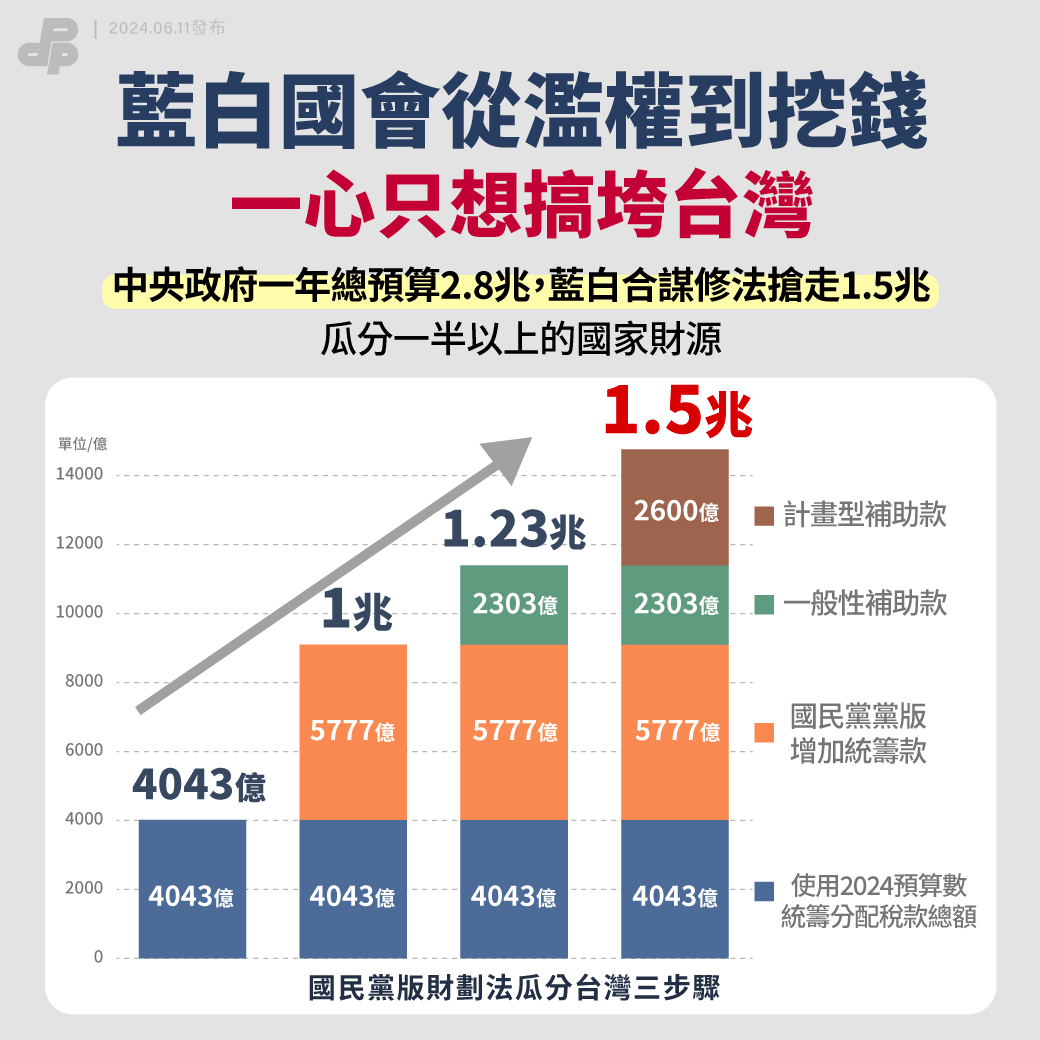 2024.06.11發布
藍白國會從濫權到挖錢
一心只想搞垮台灣
中央政府一年總預算2.8兆，藍白合謀修法搶走1.5兆
瓜分一半以上的國家財源
單位/億
14000
12000
10000
8000
6000
4000
2000
0
4043億
4043億
1兆
5777億
4043億
1.23兆
2303億
5777億
4043億
1.5兆
2600億
2303億
5777億
4043億
計畫型補助款
一般性補助款
國民黨黨版
增加統籌款
使用2024預算數
統籌分配稅款總額
國民黨版財劃法瓜分台灣三步驟